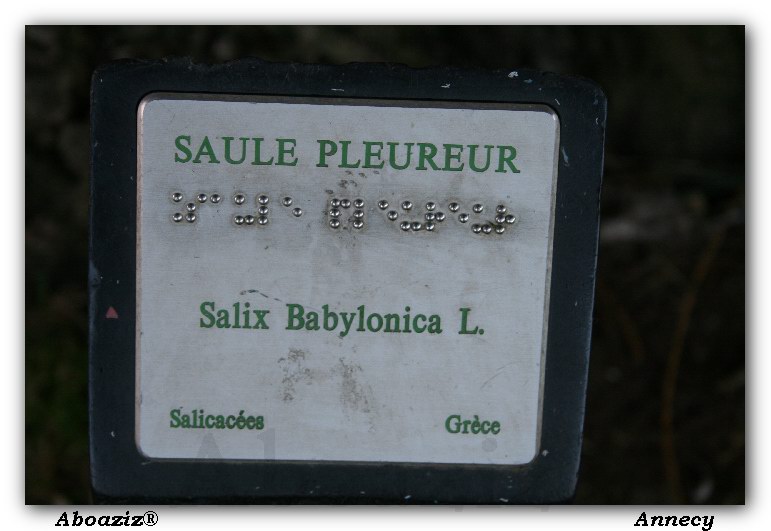 SAULE PLEUREUR
Salix Babylonica L.
Salicacées Grèce
Aboaziz® Annecy